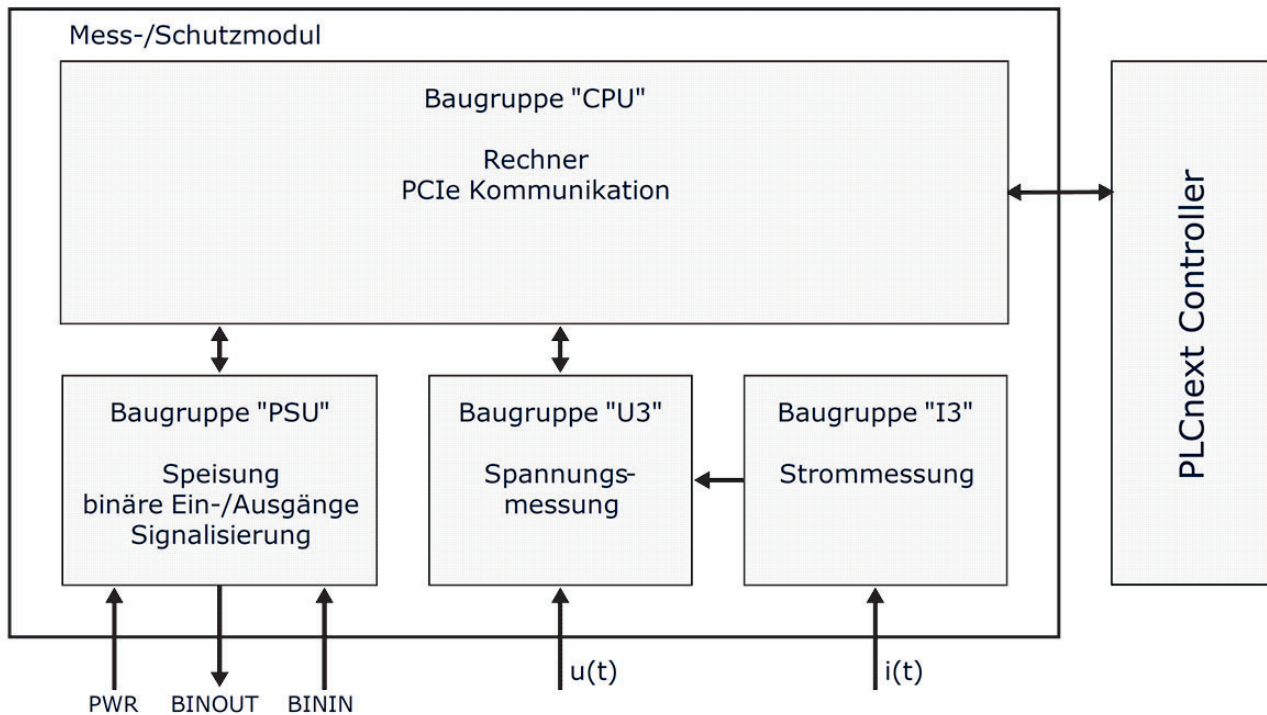 Mess-/Schutzmodul
Baugruppe "CPU"
Rechner
PCIe Kommunikation
PLCnext Controller
Baugruppe "PSU"
Speisung
binäre Ein-/Ausgänge
Signalisierung
Baugruppe "U3"
Spannungs-
messung
Baugruppe "I3"
Strommessung
PWR
BINOUT
BININ
u(t)
i(t)